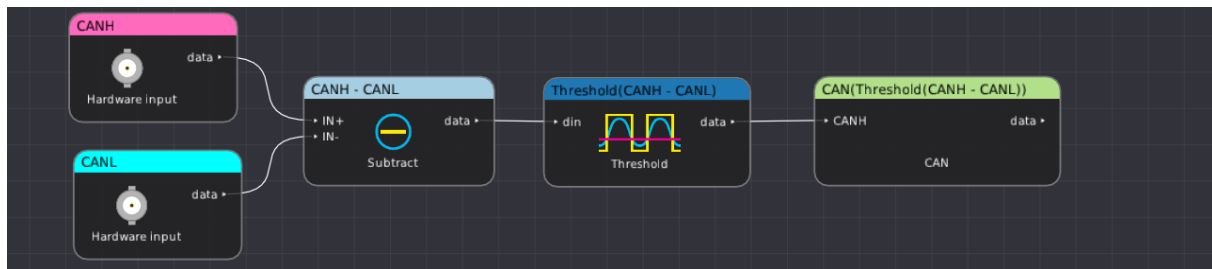 CANH
data
Hardware input
CANL
data
Hardware input
CANH - CANL
IN+
IN-
data
Subtract
Threshold(CANH - CANL)
din
data
Threshold
CAN(Threshold(CANH - CANL))
CANH
data
CAN